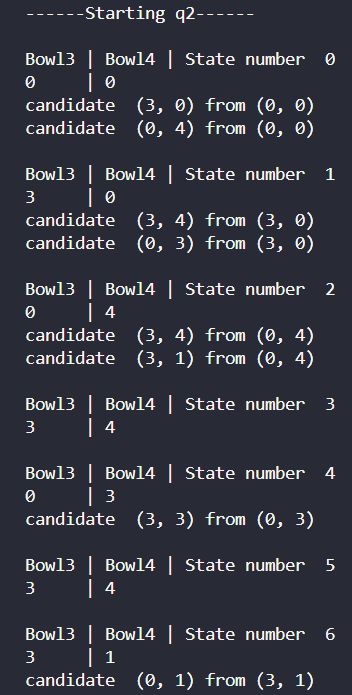 ------Starting q2------
Bowl3 | Bowl4 | State number  0
0     | 0
candidate  (3, 0) from (0, 0)
candidate  (0, 4) from (0, 0)
Bowl3 | Bowl4 | State number  1
3     | 0
candidate  (3, 4) from (3, 0)
candidate  (0, 3) from (3, 0)
Bowl3 | Bowl4 | State number  2
0     | 4
candidate  (3, 4) from (0, 4)
candidate  (3, 1) from (0, 4)
Bowl3 | Bowl4 | State number  3
3     | 4
Bowl3 | Bowl4 | State number  4
0     | 3
candidate  (3, 3) from (0, 3)
Bowl3 | Bowl4 | State number  5
3     | 4
Bowl3 | Bowl4 | State number  6
3     | 1
candidate  (0, 1) from (3, 1)